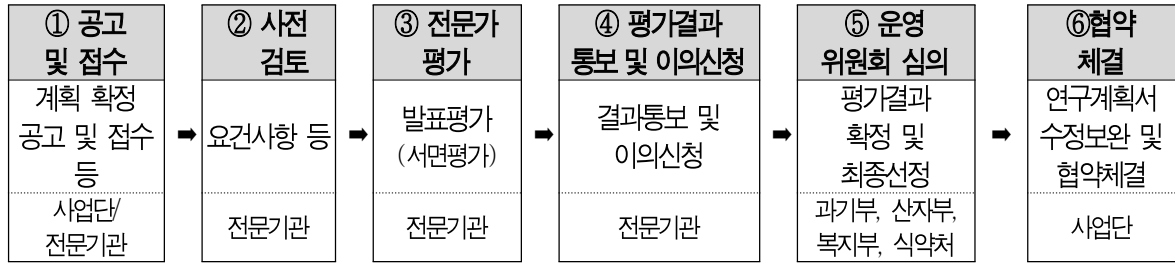 ① 공고
및 접수
계획 확정
공고 및 접수
등
사업단/
전문기관
➡
② 사전
검토
요건사항 등
전문기관
➡
③ 전문가
평가
발표평가
(서면평가)
전문기관
➡
④ 평가결과
통보 및 이의신청
결과통보 및
이의신청
전문기관
➡
⑤ 운영
위원회 심의
평가결과
확정 및
최종선정
과기부, 산자부,
복지부, 식약처
➡
⑥협약
체결
연구계획서
수정보완 및
협약체결
사업단